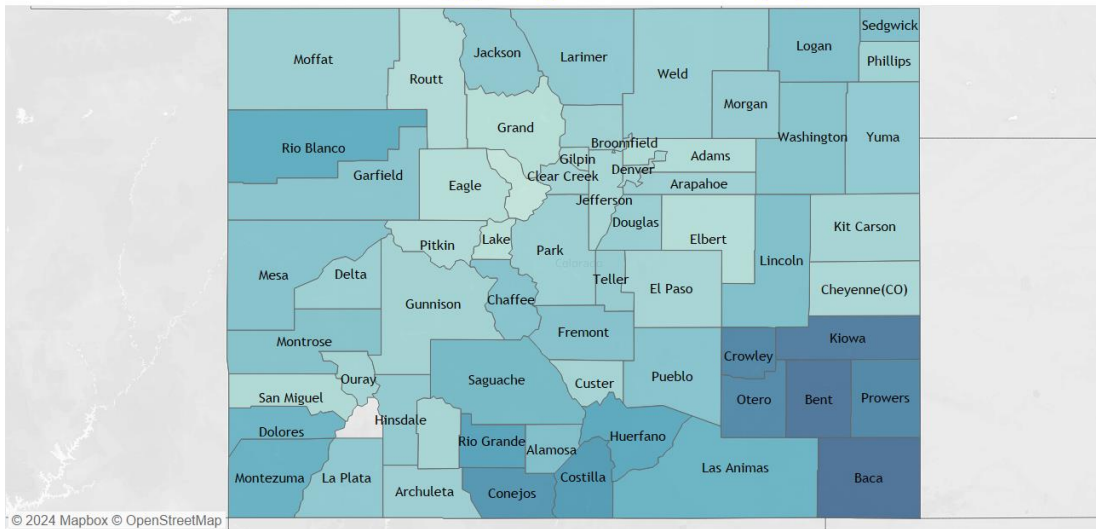 Sedgwick
Moffat
Routt
Jackson
Larimer
Weld
Logan
Phillips
Morgan
Grand
Rio Blanco
Washington
Yuma
Broomfield
Gilpin
Denver
Adams
Garfield
Clear Creek
Arapahoe
Eagle
Jefferson
Douglas
Kit Carson
Pitkin
Lake
Elbert
Park
Colorado
Lincoln
Mesa
Delta
Teller
El Paso
Cheyenne(CO)
Gunnison
Chaffee
Fremont
Montrose
Kiowa
Crowley
Ouray
Saguache
Custer
Pueblo
San Miguel
Otero
Bent
Prowers
Hinsdale
Dolores
Rio Grande
Alamosa
Huerfano
Las Animas
Montezuma
La Plata
Archuleta
Conejos
Costilla
Baca
© 2024 Mapbox © OpenStreetMap